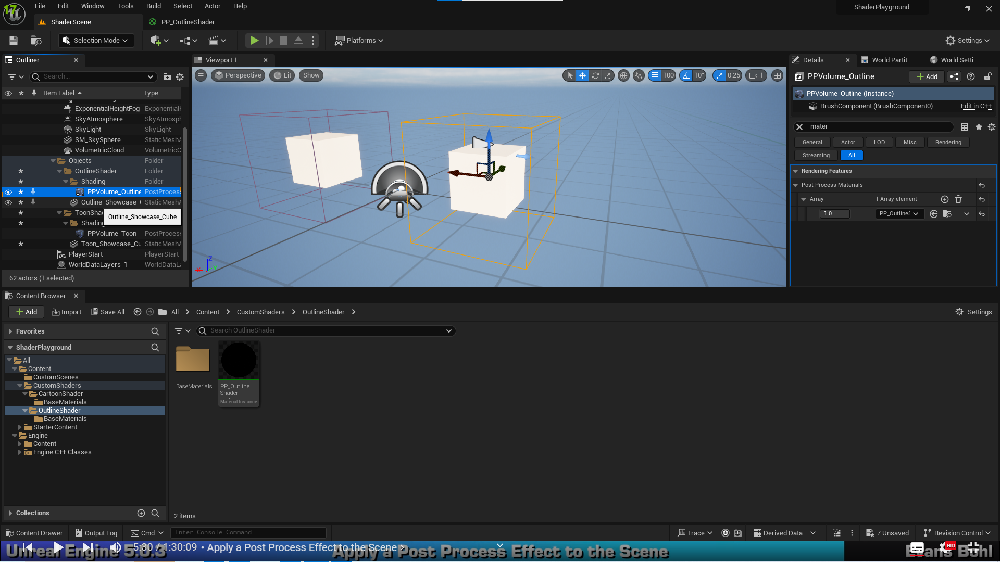 File Edit Window Tools Build Select Actor Help
ShaderPlayground
ShaderScene
PP_OutlineShader
Selection Mode
Platforms
Settings
Outliner
Viewport 1
Details
World Partit...
World Setti...
Search...
Perspective
Lit
Show
100
10°
0.25
1
PPVolume_Outline
Add
Item Label
Type
PPVolume_Outline (Instance)
BrushComponent (BrushComponent0)
Edit in C++
ExponentialHeightFog
Exponential
SkyAtmosphere
SkyAtmosp
SkyLight
SkyLight
SM_SkySphere
StaticMesh
VolumetricCloud
VolumetricC
Objects
Folder
OutlineShader
Folder
Shading
Folder
PPVolume_Outline
PostProces
Outline_Showcase_
StaticMesh
ToonSha
Outline_Showcase_Cube
Shading
PPVolume_Toon
PostProces
Toon_Showcase_Cu
StaticMesh
PlayerStart
PlayerStart
WorldDataLayers-1
WorldDataL
62 actors (1 selected)
Z
X
Y
mater
General
Actor
LOD
Misc
Rendering
Streaming
All
Rendering Features
Post Process Materials
Array
1 Array element
1.0
PP_OutlineS
Content Browser
Add
Import
Save All
All
Content
CustomShaders
OutlineShader
Settings
Favorites
Search OutlineShader
ShaderPlayground
All
Content
CustomScenes
CustomShaders
CartoonShader
BaseMaterials
OutlineShader
BaseMaterials
StarterContent
Engine
Content
Engine C++ Classes
Collections
BaseMaterials
PP_Outline
Shader_
Material Instance
2 items
Content Drawer
Output Log
Cmd
Enter Console Command
Trace
Derived Data
7 Unsaved
Revision Control
Unreal Engine 5.0.3
5:30 / 1:30:09 • Apply a Post Process Effect to the Scene
Apply a Post Process Effect to the Scene
HD
Evans Bohl